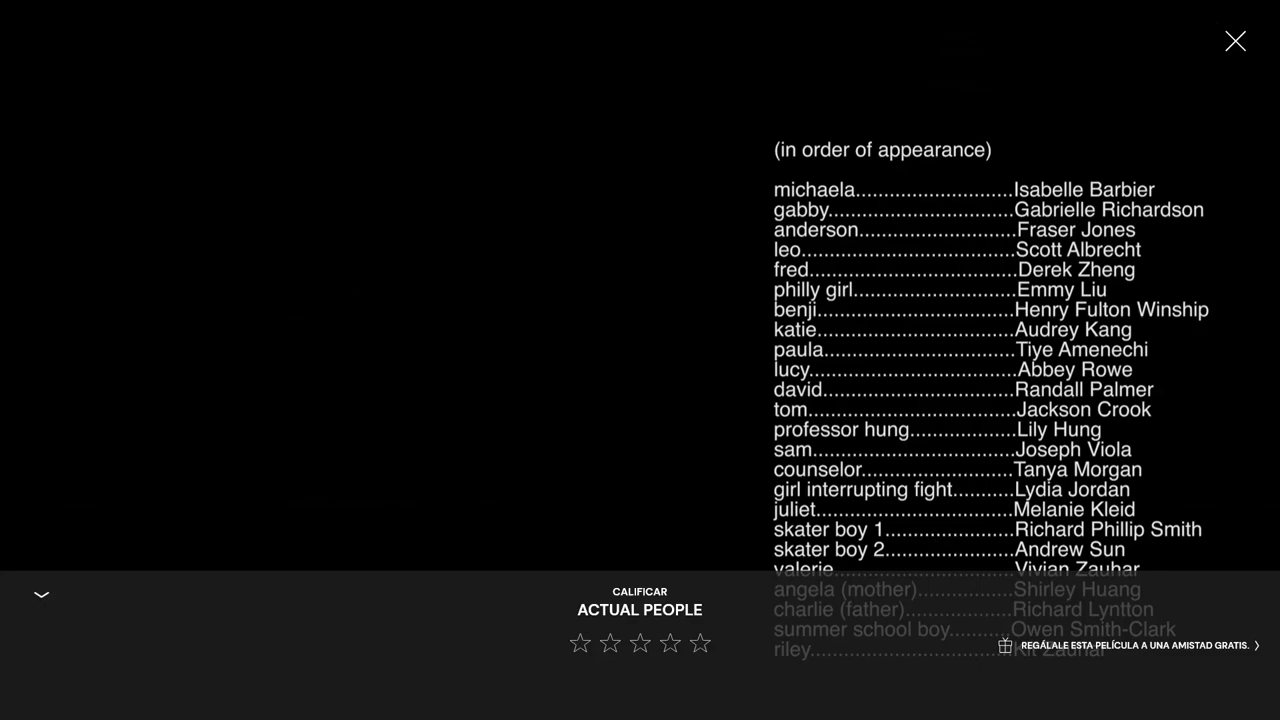 (in order of appearance)
michaela............................Isabelle Barbier
gabby.................................Gabrielle Richardson
anderson............................Fraser Jones
leo......................................Scott Albrecht
fred.....................................Derek Zheng
philly girl.............................Emmy Liu
benji...................................Henry Fulton Winship
katie...................................Audrey Kang
paula..................................Tiye Amenechi
lucy.....................................Abbey Rowe
david..................................Randall Palmer
tom.....................................Jackson Crook
professor hung...................Lily Hung
sam....................................Joseph Viola
counselor...........................Tanya Morgan
girl interrupting fight...........Lydia Jordan
juliet...................................Melanie Kleid
skater boy 1.......................Richard Phillip Smith
skater boy 2.......................Andrew Sun
valerie................................Vivian Zauhar
angela (mother).................Shirley Huang
charlie (father)...................Richard Lyntton
summer school boy...........Owen Smith-Clark
riley....................................Kit Zauhar
CALIFICAR
ACTUAL PEOPLE
REGÁLALE ESTA PELÍCULA A UNA AMISTAD GRATIS.